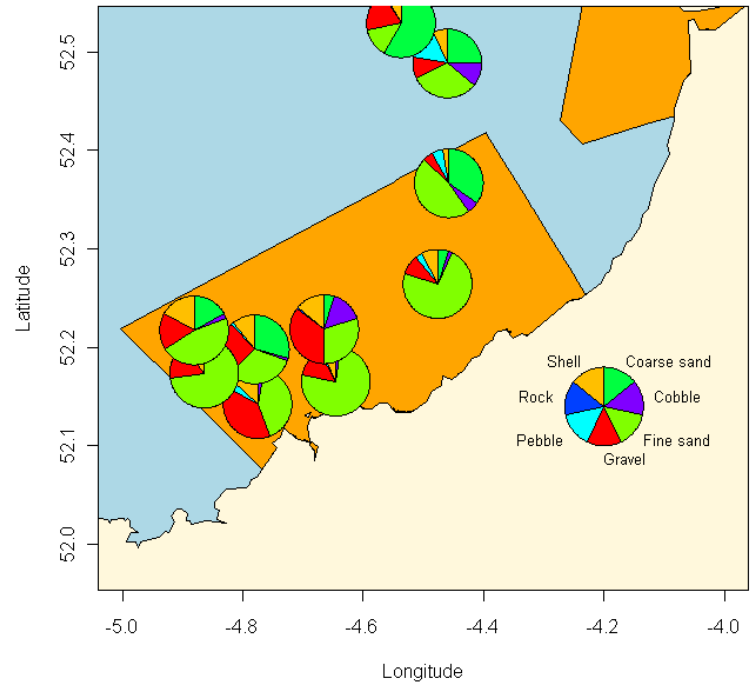 52.5
52.4
52.3
52.2
52.1
52.0
Latitude
Shell Coarse sand
Rock Cobble
Pebble Fine sand
Gravel
-5.0 -4.8 -4.6 -4.4 -4.2 -4.0
Longitude